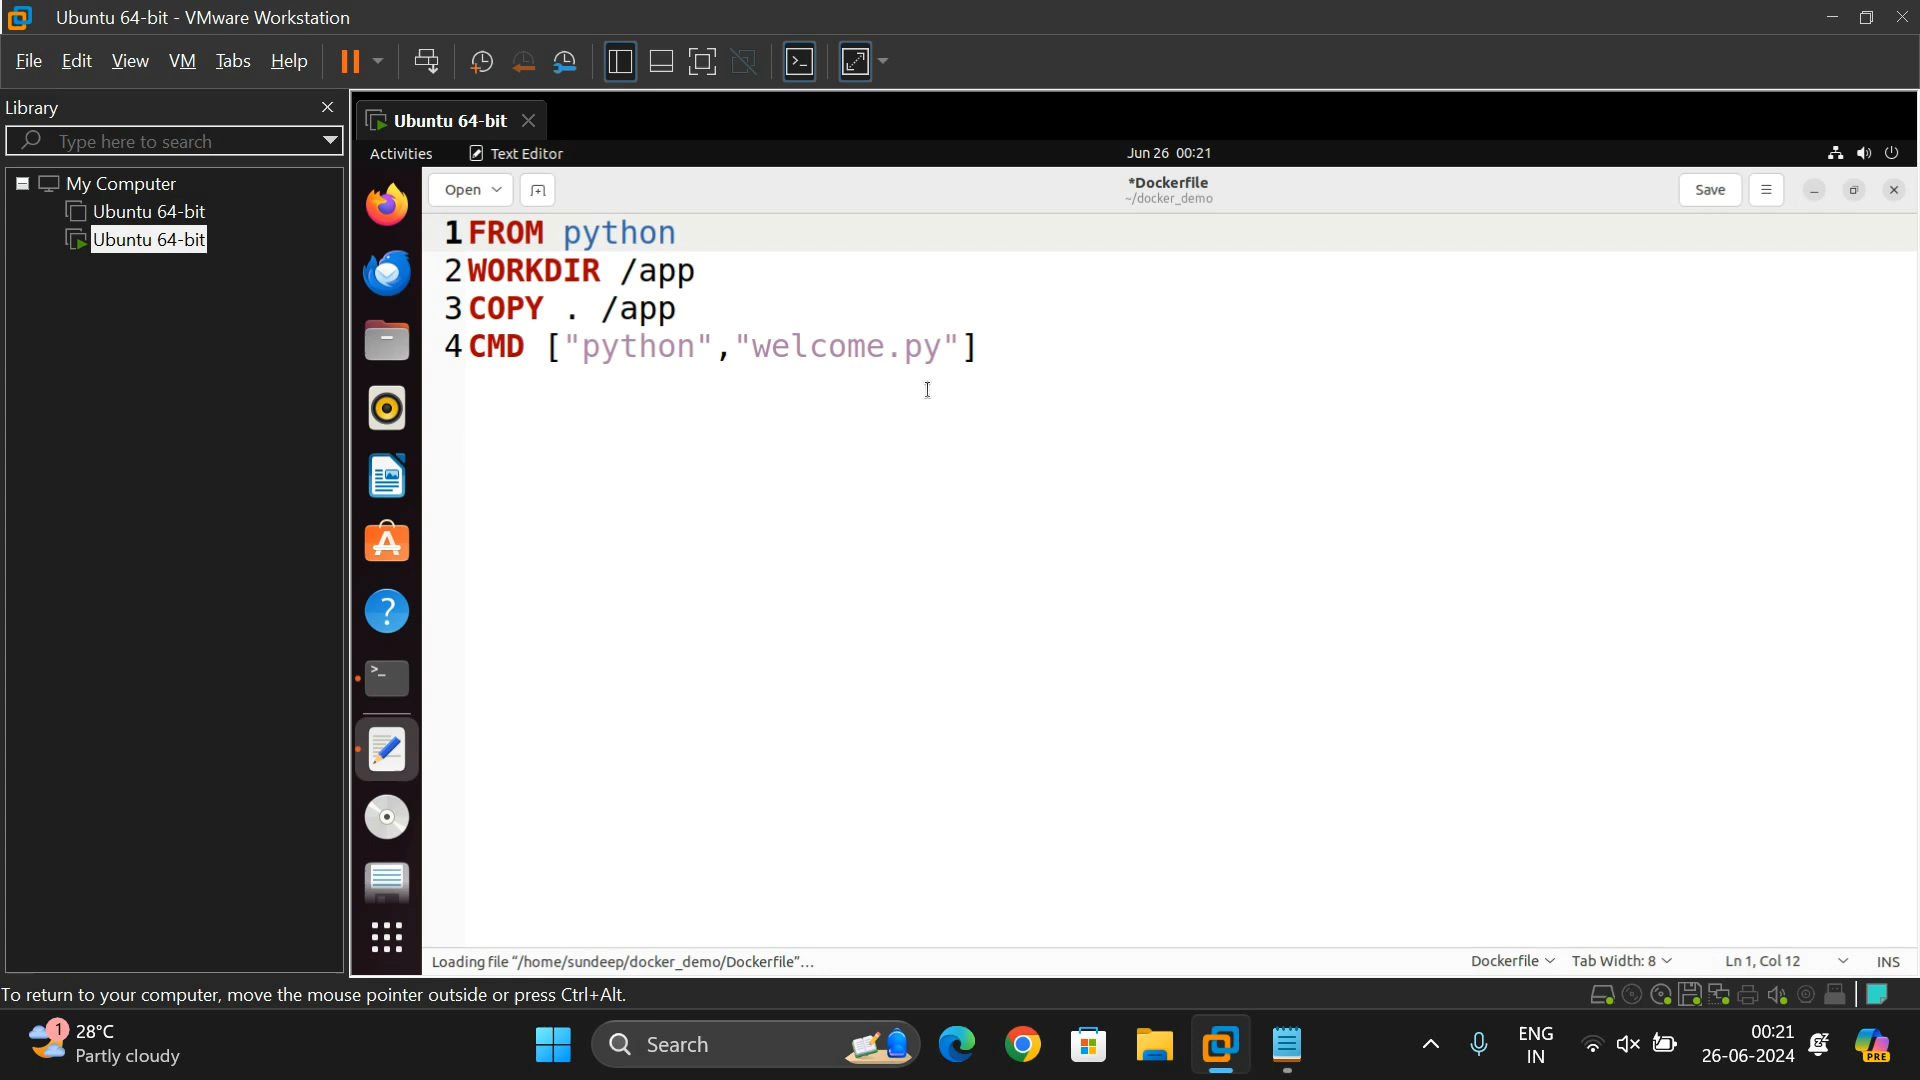 Ubuntu 64-bit - VMware Workstation
File Edit View VM Tabs Help
Library
Type here to search
My Computer
Ubuntu 64-bit
Ubuntu 64-bit
Ubuntu 64-bit
Activities Text Editor Jun 26 00:21
Open *Dockerfile Save
~/docker_demo
1 FROM python
2 WORKDIR /app
3 COPY . /app
4 CMD ["python","welcome.py"]
Loading file "/home/sundeep/docker_demo/Dockerfile"... Dockerfile Tab Width: 8 Ln 1, Col 12 INS
To return to your computer, move the mouse pointer outside or press Ctrl+Alt.
1 28°C
Partly cloudy
Search
ENG
IN
00:21
26-06-2024
PRE